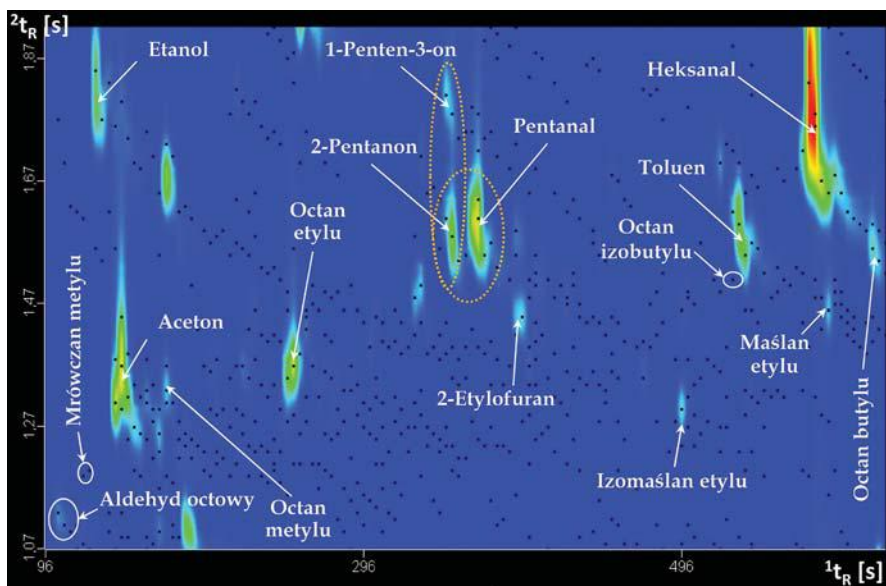 ²tR [s]
1,87
1,67
1,47
1,27
1,07
96
296
496
¹tR [s]
Etanol
1-Penten-3-on
Heksanal
2-Pentanon
Pentanal
Toluen
Octan
etylu
Octan
izobutylu
Mrówczan metylu
Aceton
Maślan
etylu
2-Etylofuran
Octan butylu
Izomaślan etylu
Aldehyd octowy
Octan
metylu